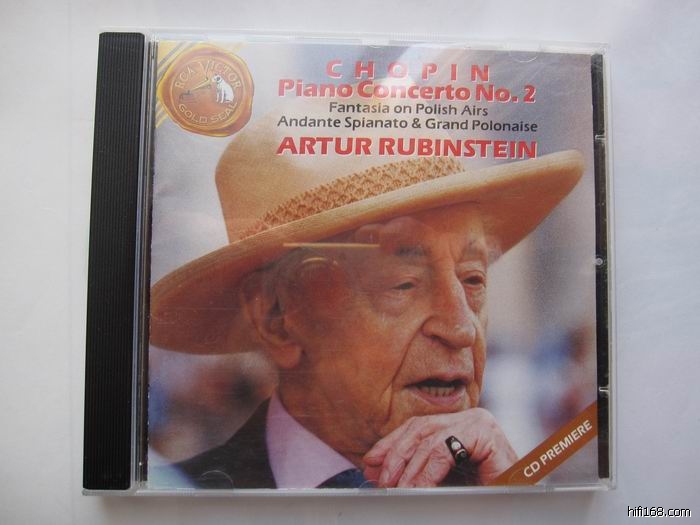 RCA VICTOR
GOLD SEAL
CHOPIN
Piano Concerto No. 2
Fantasia on Polish Airs
Andante Spianato & Grand Polonaise
ARTUR RUBINSTEIN
CD PREMIERE
hifi168.com